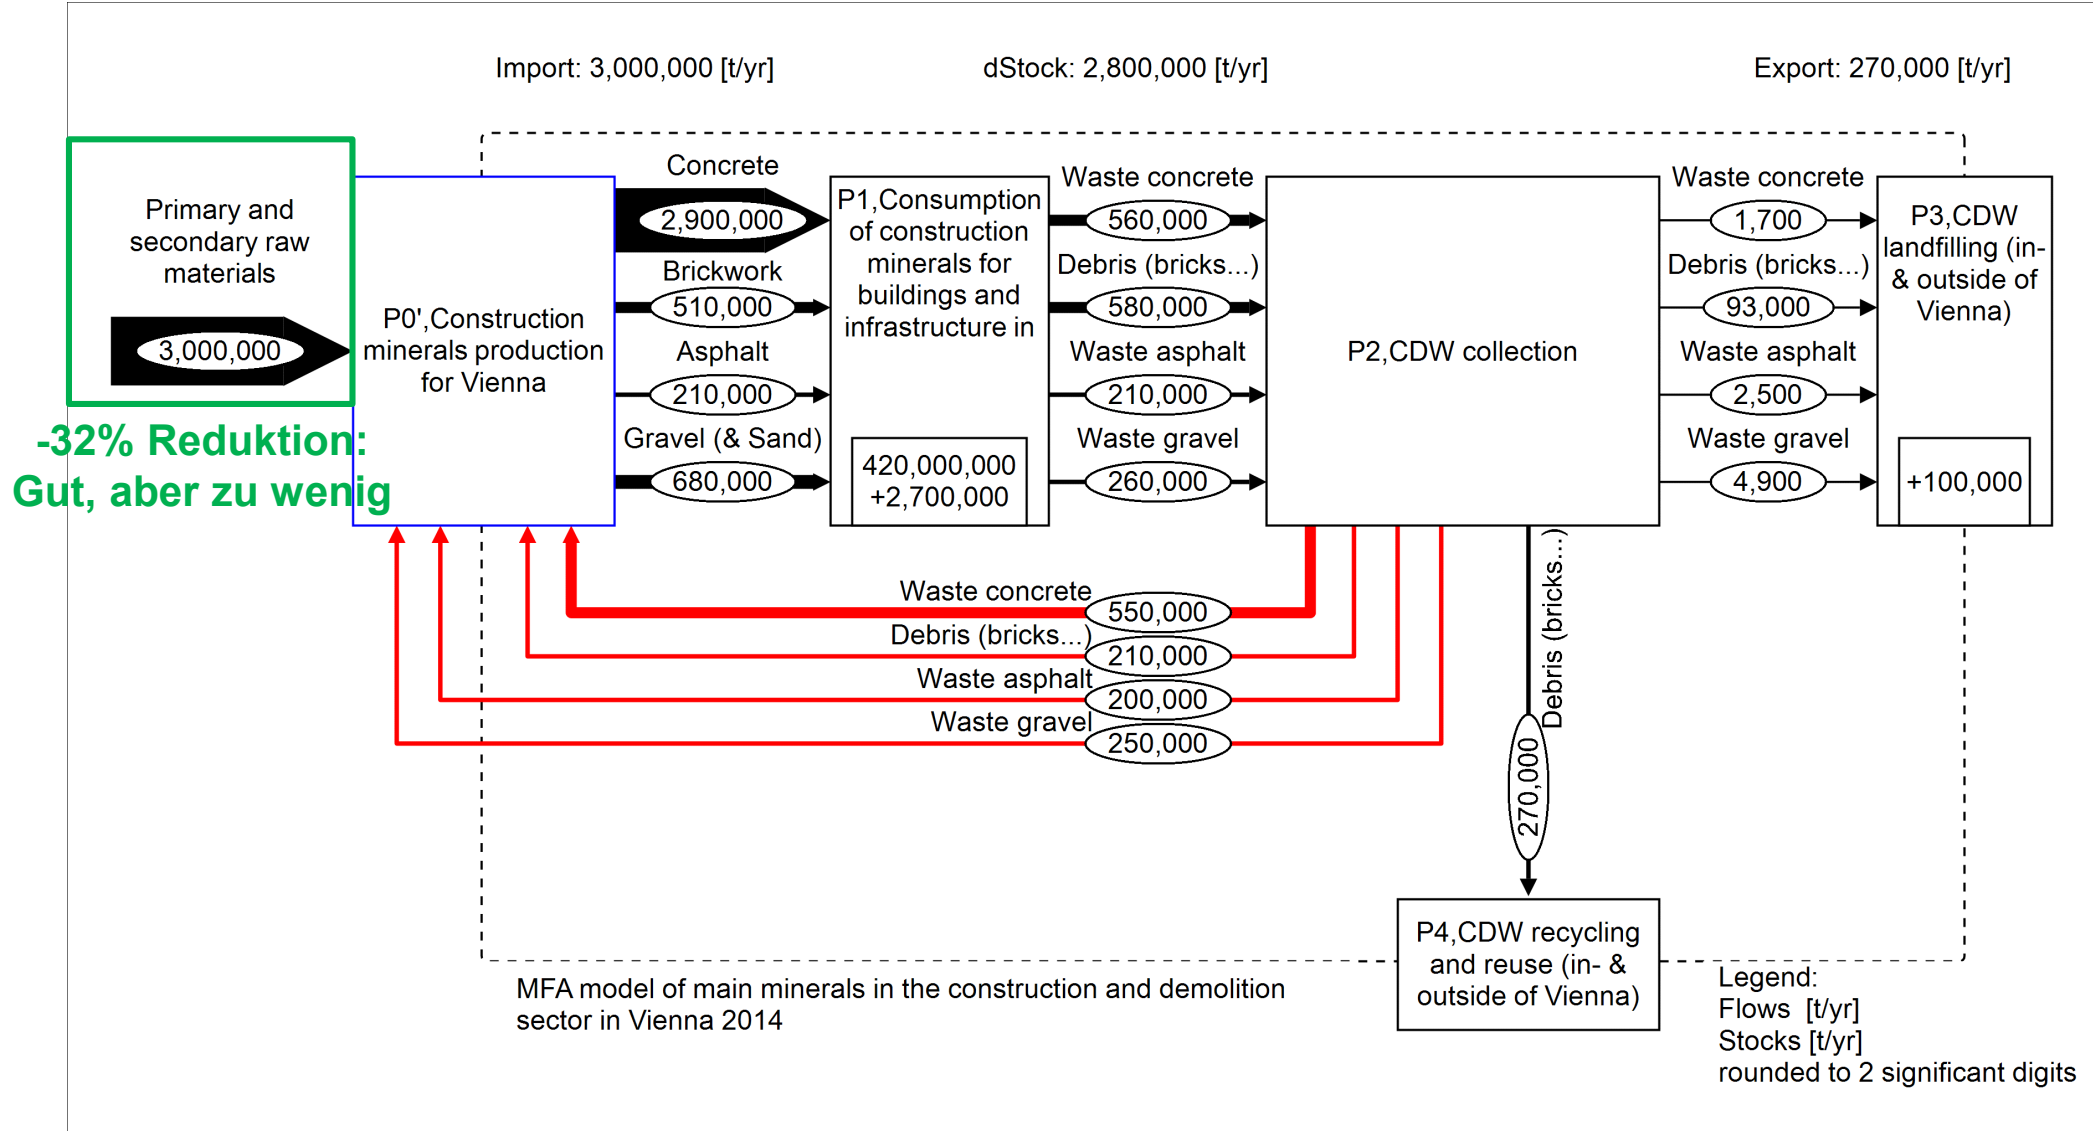 Import: 3,000,000 [t/yr]
dStock: 2,800,000 [t/yr]
Export: 270,000 [t/yr]
Primary and
secondary raw
materials
3,000,000
-32% Reduktion:
Gut, aber zu wenig
P0',Construction
minerals production
for Vienna
Concrete
2,900,000
Brickwork
510,000
Asphalt
210,000
Gravel (& Sand)
680,000
P1,Consumption
of construction
minerals for
buildings and
infrastructure in
420,000,000
+2,700,000
Waste concrete
560,000
Debris (bricks...)
580,000
Waste asphalt
210,000
Waste gravel
260,000
P2,CDW collection
Waste concrete
1,700
Debris (bricks...)
93,000
Waste asphalt
2,500
Waste gravel
4,900
P3,CDW
landfilling (in-
& outside of
Vienna)
+100,000
Waste concrete
550,000
Debris (bricks...)
210,000
Waste asphalt
200,000
Waste gravel
250,000
Debris (bricks...)
270,000
P4,CDW recycling
and reuse (in- &
outside of Vienna)
MFA model of main minerals in the construction and demolition
sector in Vienna 2014
Legend:
Flows [t/yr]
Stocks [t/yr]
rounded to 2 significant digits